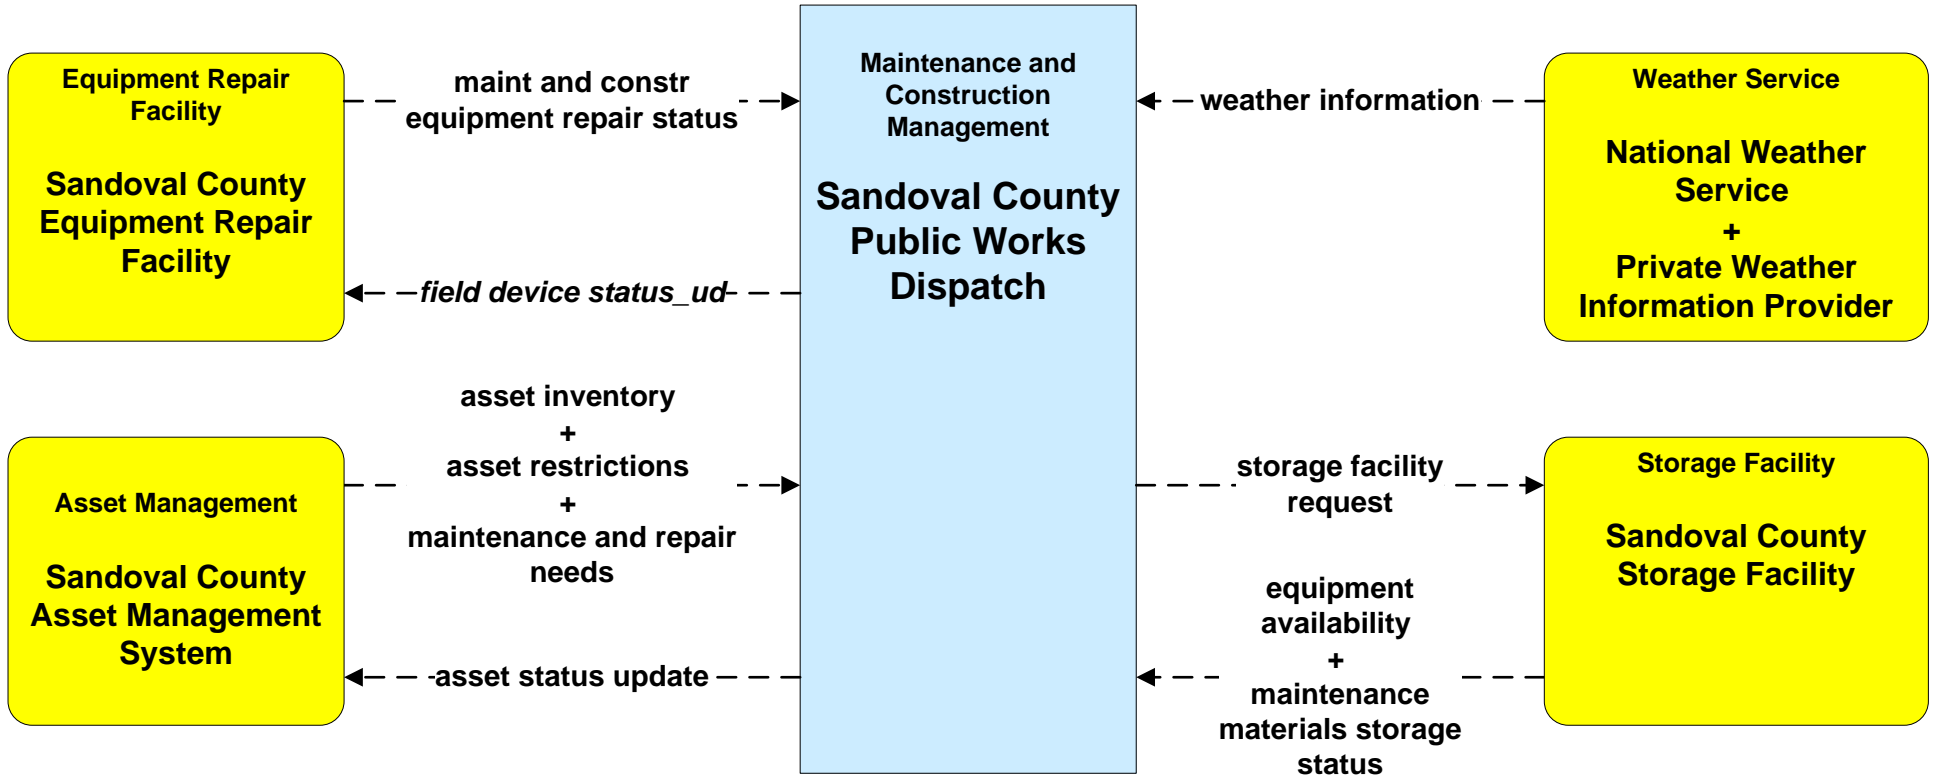 Equipment Repair
Facility
Sandoval County
Equipment Repair
Facility
maint and constr
equipment repair status
field device status_ud
Maintenance and
Construction
Management
Sandoval County
Public Works
Dispatch
weather information
Weather Service
National Weather
Service
+
Private Weather
Information Provider
Asset Management
Sandoval County
Asset Management
System
asset inventory
+
asset restrictions
+
maintenance and repair
needs
asset status update
storage facility
request
equipment
availability
+
maintenance
materials storage
status
Storage Facility
Sandoval County
Storage Facility